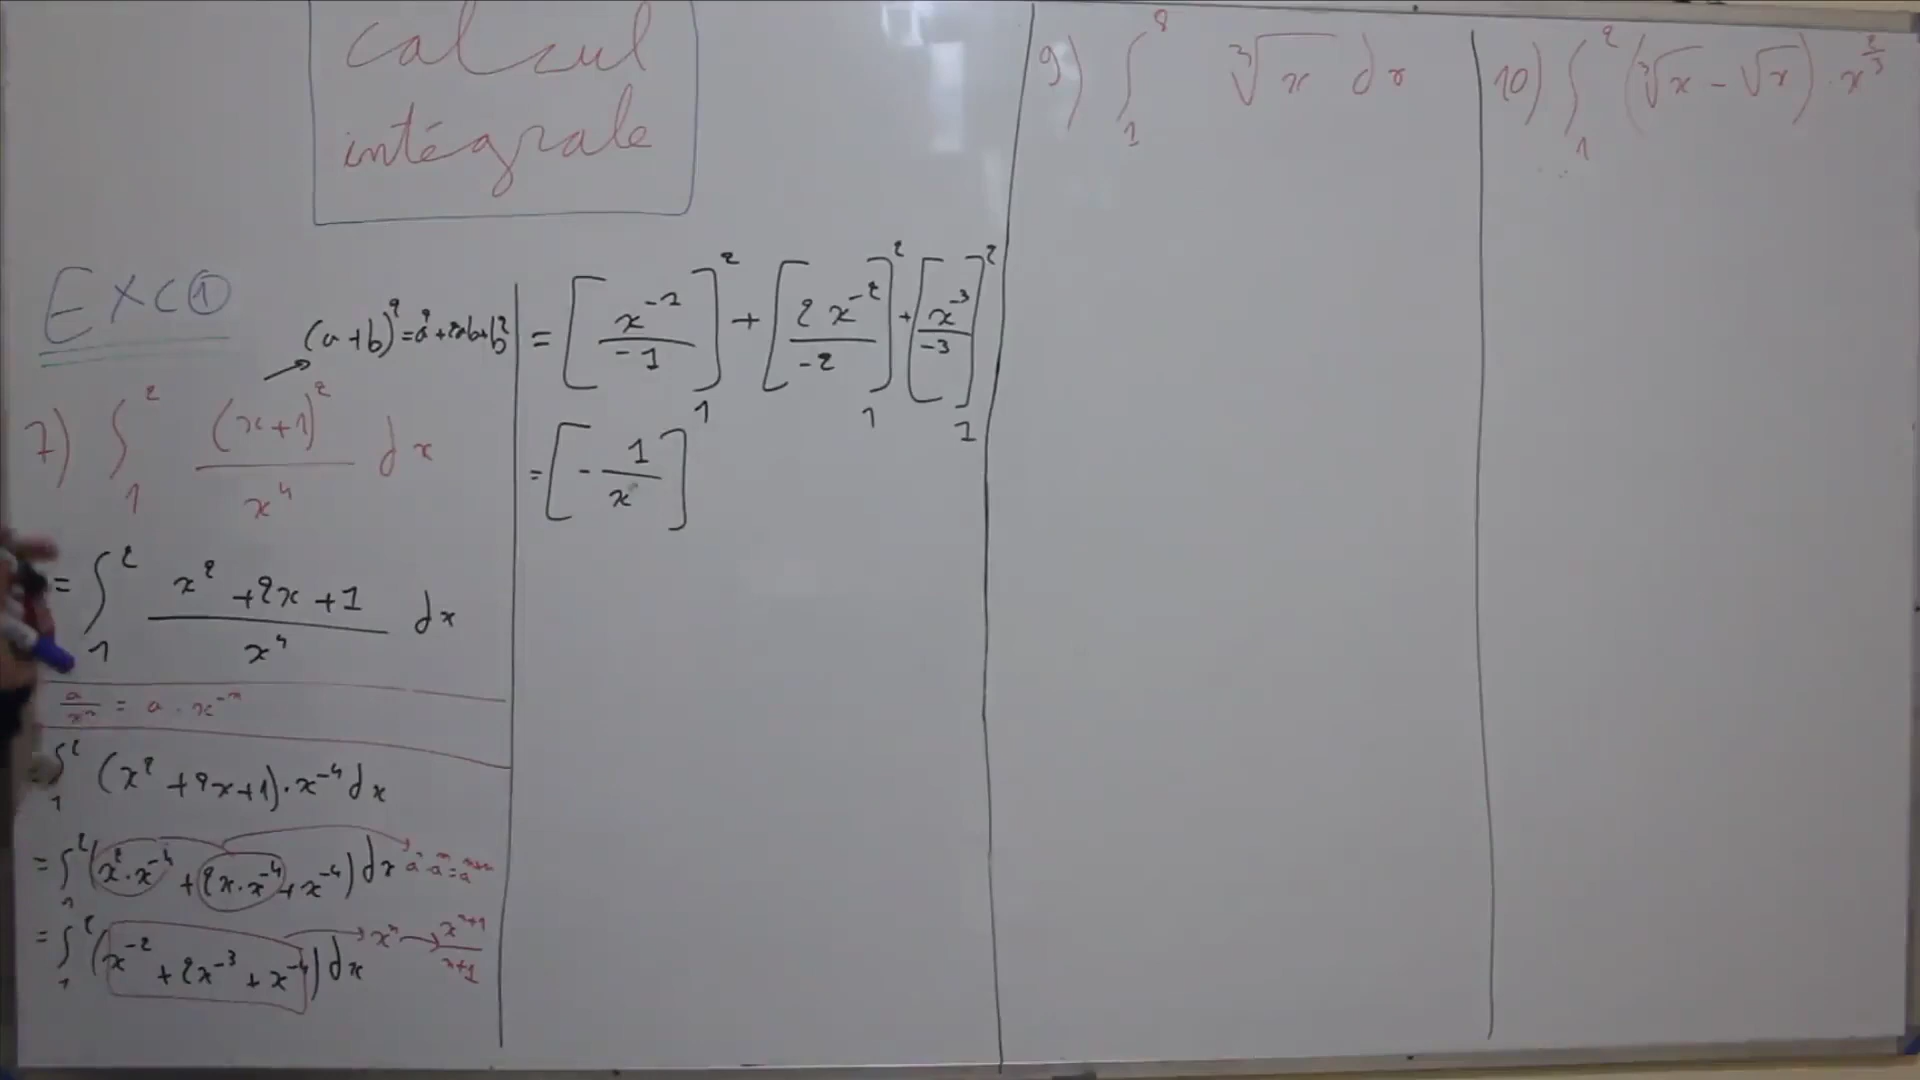 calcul
intégrale
EXC①
(a+b)² = a² + 2ab + b²
7) ∫₁² (x+1)²/x⁴ dx
= ∫₁² (x² + 2x + 1)/x⁴ dx
a/xⁿ = a · x⁻ⁿ
= ∫₁² (x² + 2x + 1) · x⁻⁴ dx
= ∫₁² (x² · x⁻⁴ + 2x · x⁻⁴ + x⁻⁴) dx
= ∫₁² (x⁻² + 2x⁻³ + x⁻⁴) dx → xⁿ → xⁿ⁺¹/n+1
= [x⁻¹/-1]₁² + [2x⁻²/-2]₁² + [x⁻³/-3]₁²
= [- 1/x]
9) ∫₁⁸ ∛x dx
10) ∫₁² (∛x - √x) · x^(2/3)